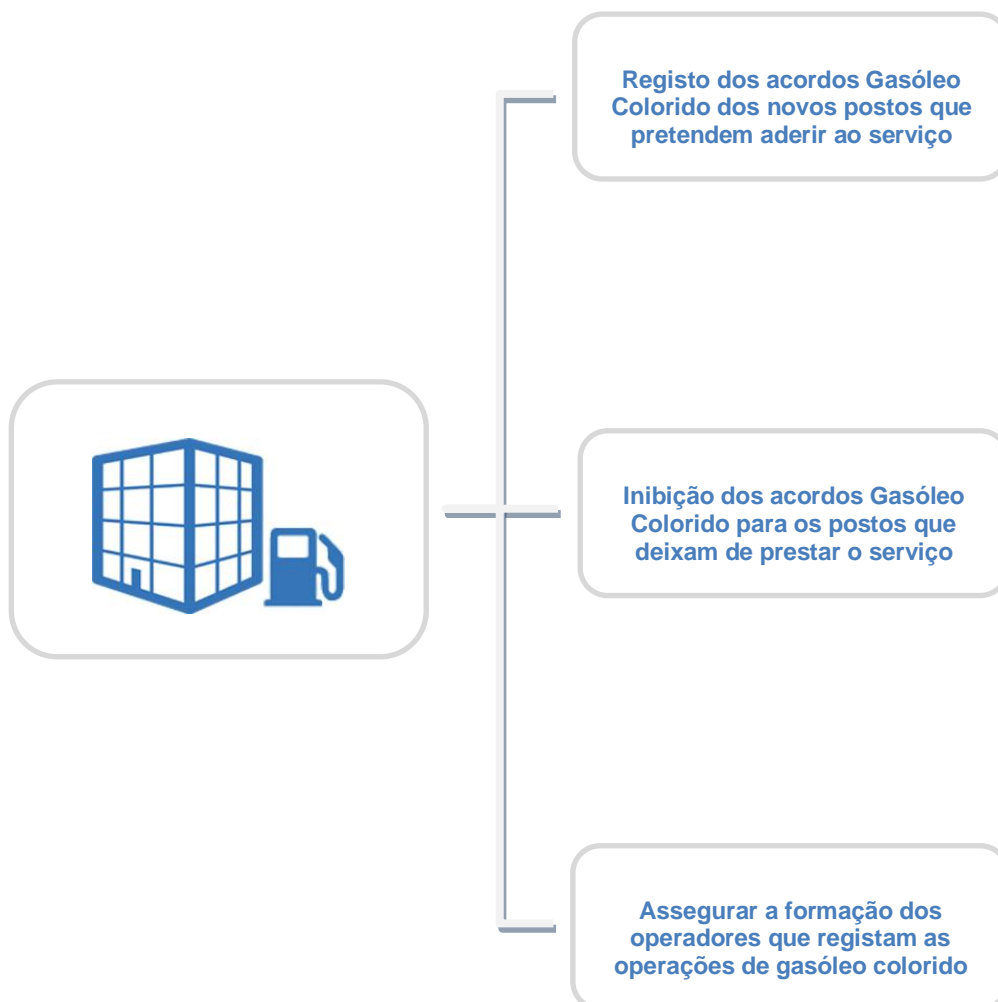 Registo dos acordos Gasóleo
Colorido dos novos postos que
pretendem aderir ao serviço
Inibição dos acordos Gasóleo
Colorido para os postos que
deixam de prestar o serviço
Assegurar a formação dos
operadores que registam as
operações de gasóleo colorido